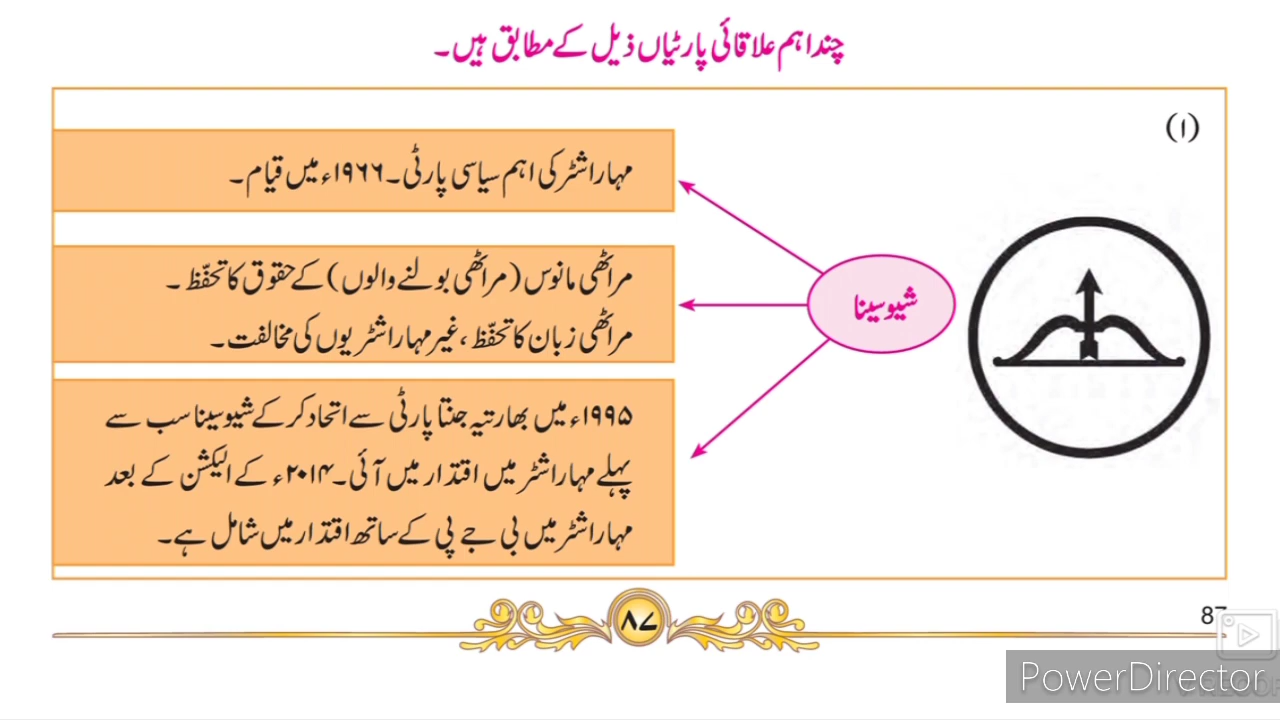 چند اہم علاقائی پارٹیاں ذیل کے مطابق ہیں۔
(۱)
مہاراشٹر کی اہم سیاسی پارٹی۔ ۱۹۶۶ء میں قیام۔
مراٹھی مانوس (مراٹھی بولنے والوں) کے حقوق کا تحفّظ۔
مراٹھی زبان کا تحفّظ، غیر مہاراشٹریوں کی مخالفت۔
شیوسینا
۱۹۹۵ء میں بھارتیہ جنتا پارٹی سے اتحاد کر کے شیوسینا سب سے
پہلے مہاراشٹر میں اقتدار میں آئی۔ ۲۰۱۴ء کے الیکشن کے بعد
مہاراشٹر میں بی جے پی کے ساتھ اقتدار میں شامل ہے۔
۸۷
87
PowerDirector